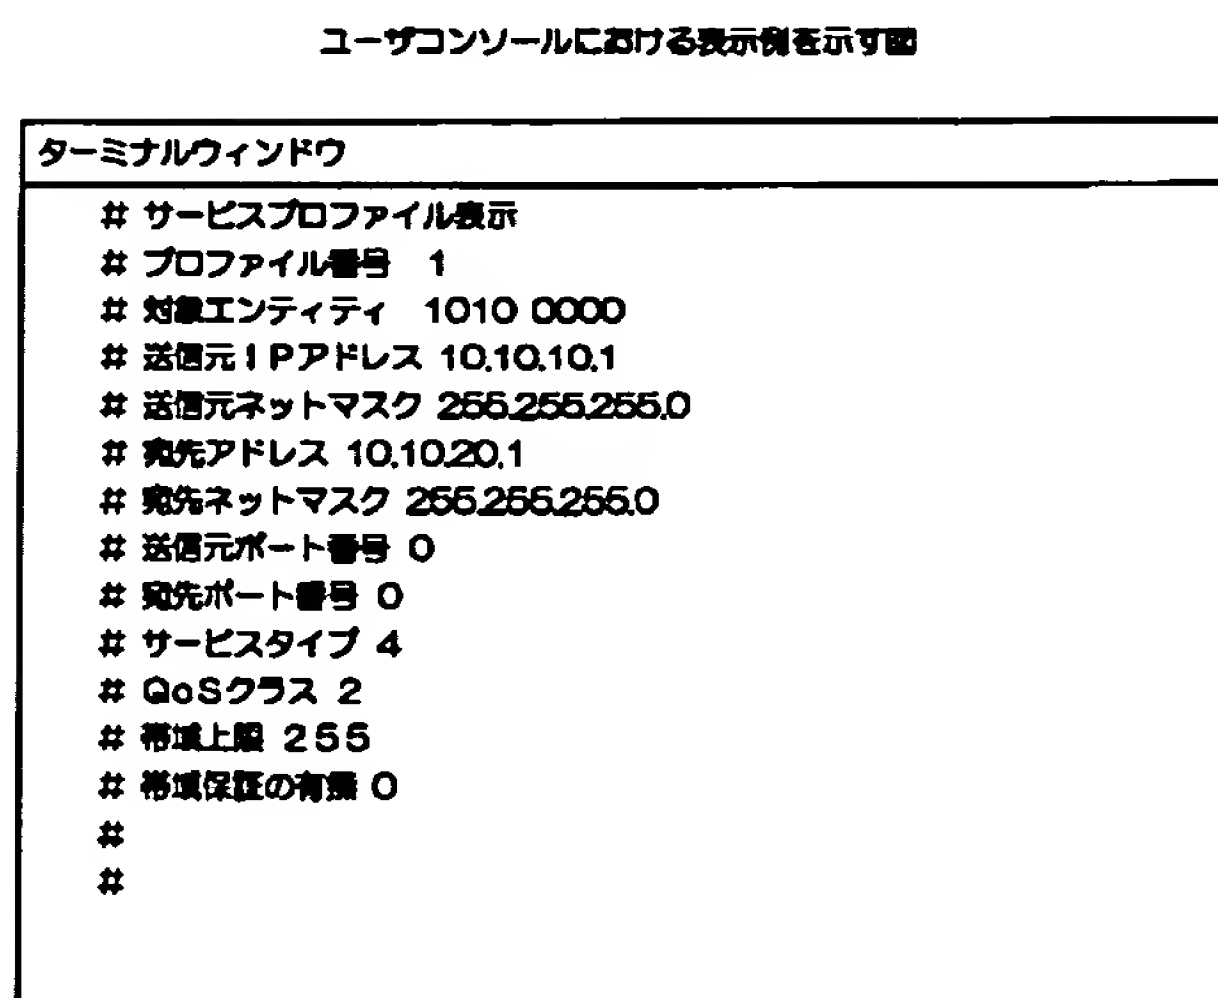 ユーザコンソールにおける表示例を示す図
ターミナルウィンドウ
# サービスプロファイル表示
# プロファイル番号 1
# 対象エンティティ 1010 0000
# 送信元IPアドレス 10.10.10.1
# 送信元ネットマスク 255.255.255.0
# 宛先アドレス 10.10.20.1
# 宛先ネットマスク 255.255.255.0
# 送信元ポート番号 0
# 宛先ポート番号 0
# サービスタイプ 4
# QoSクラス 2
# 帯域上限 255
# 帯域保証の有無 0
#
#